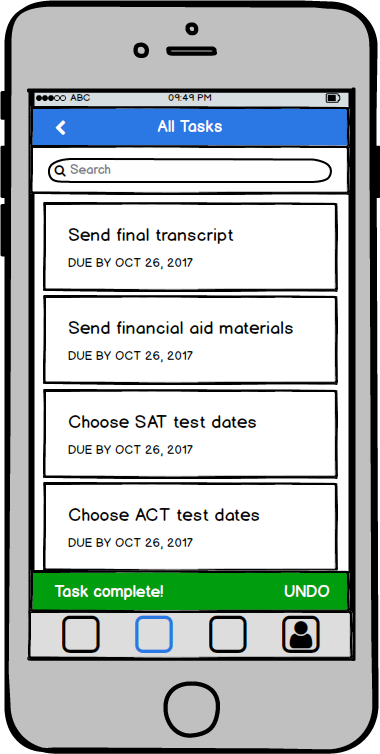 ABC 09:49 PM
All Tasks
Search
Send final transcript
DUE BY OCT 26, 2017
Send financial aid materials
DUE BY OCT 26, 2017
Choose SAT test dates
DUE BY OCT 26, 2017
Choose ACT test dates
DUE BY OCT 26, 2017
Task complete! UNDO